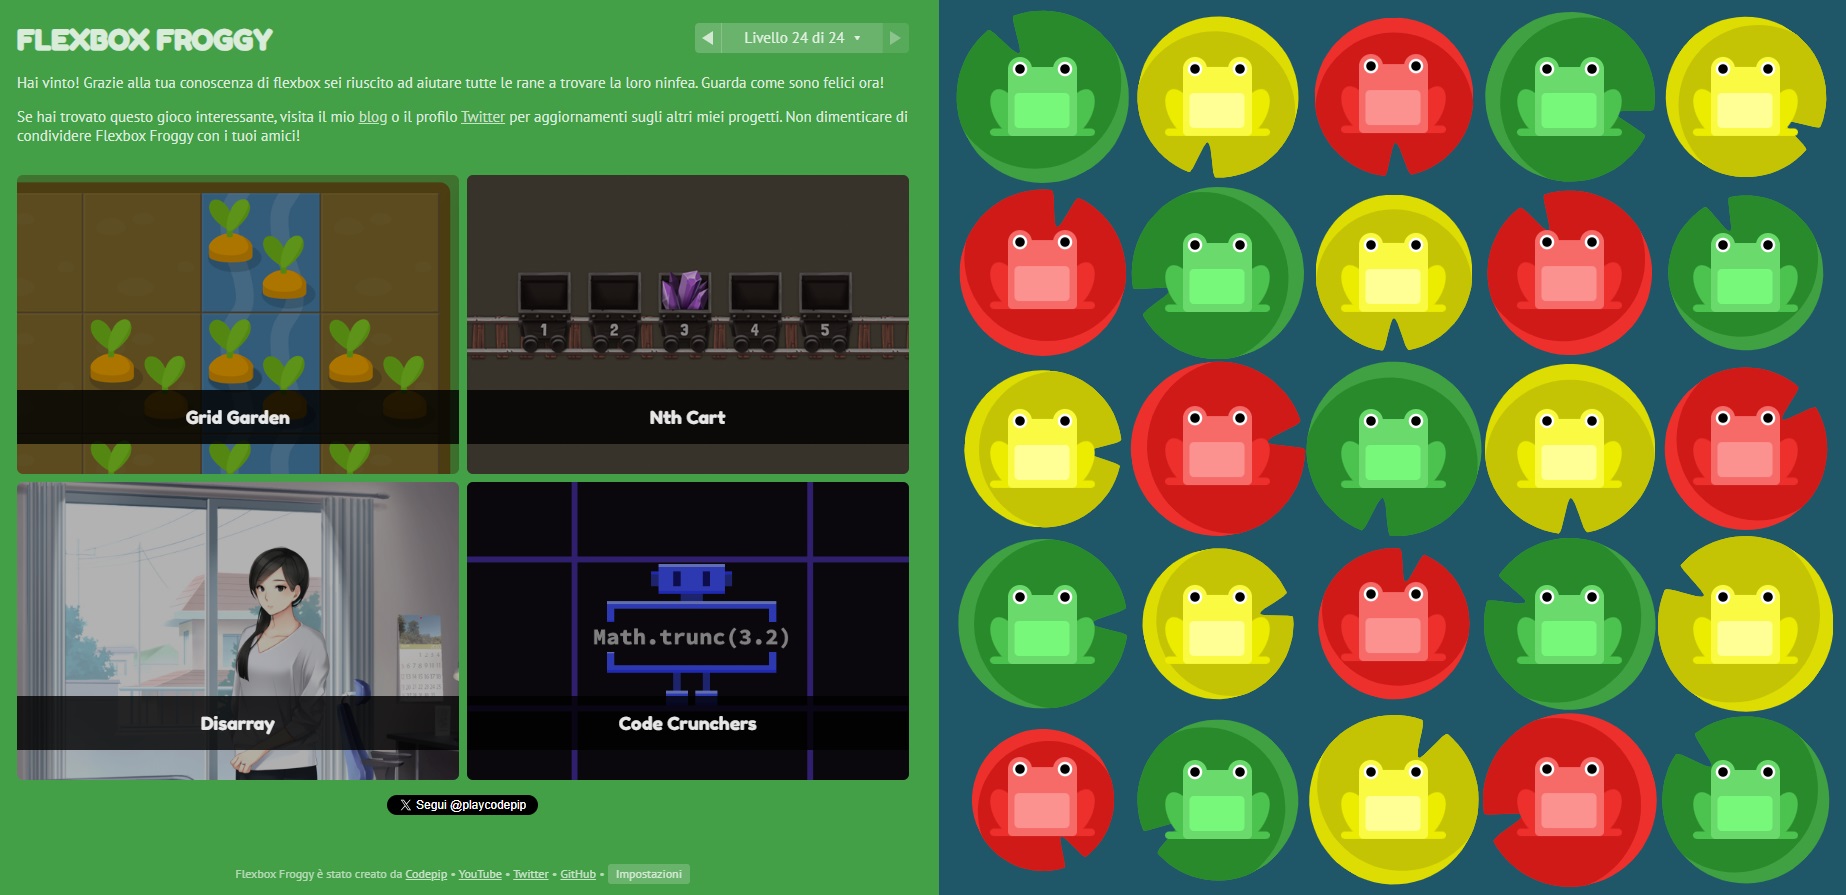 FLEXBOX FROGGY
Livello 24 di 24
Hai vinto! Grazie alla tua conoscenza di flexbox sei riuscito ad aiutare tutte le rane a trovare la loro ninfea. Guarda come sono felici ora!
Se hai trovato questo gioco interessante, visita il mio blog o il profilo Twitter per aggiornamenti sugli altri miei progetti. Non dimenticare di
condividere Flexbox Froggy con i tuoi amici!
Grid Garden
1 2 3 4 5
Nth Cart
Disarray
Math.trunc(3.2)
Code Crunchers
Segui @playcodepip
Flexbox Froggy è stato creato da Codepip • YouTube • Twitter • GitHub • Impostazioni